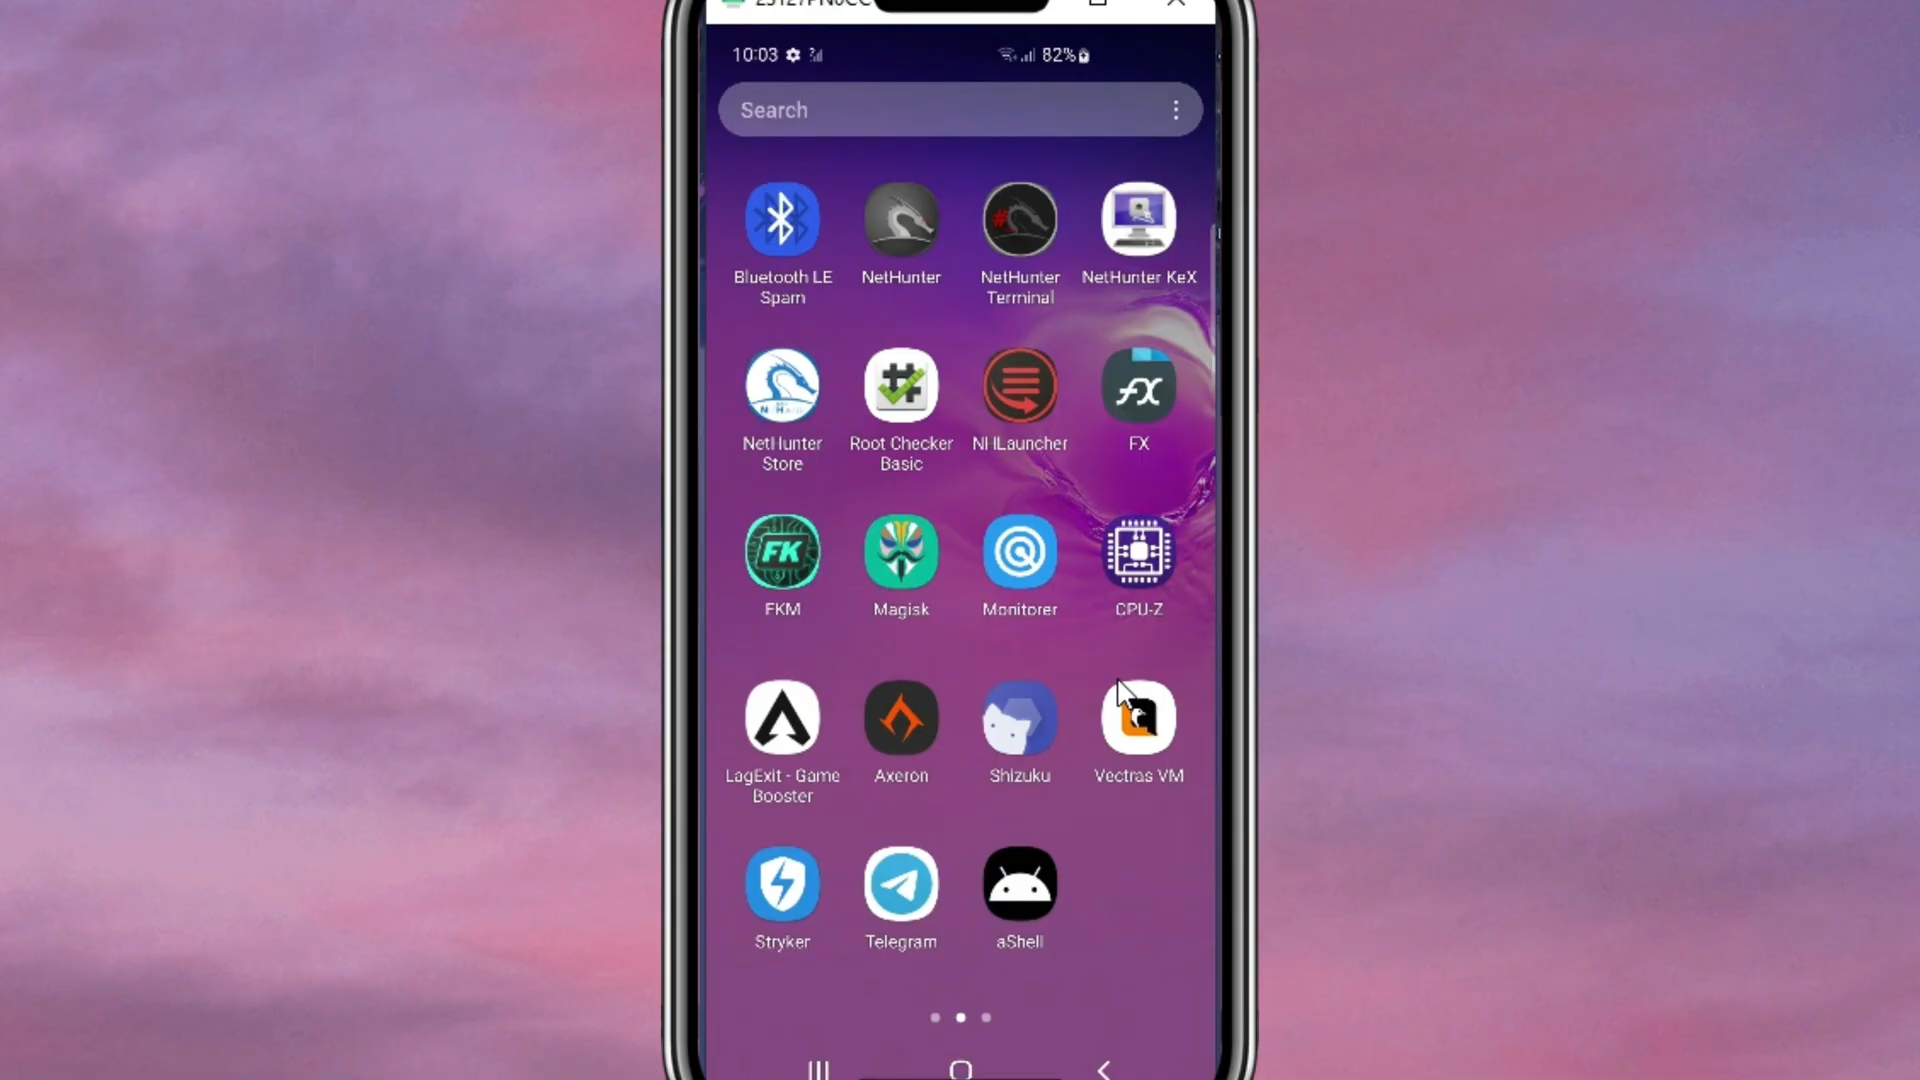 10:03
82%
Search
Bluetooth LE Spam
NetHunter
NetHunter Terminal
NetHunter KeX
NetHunter Store
Root Checker Basic
NHLauncher
FX
FKM
Magisk
Monitorer
CPU-Z
LagExit - Game Booster
Axeron
Shizuku
Vectras VM
Stryker
Telegram
aShell